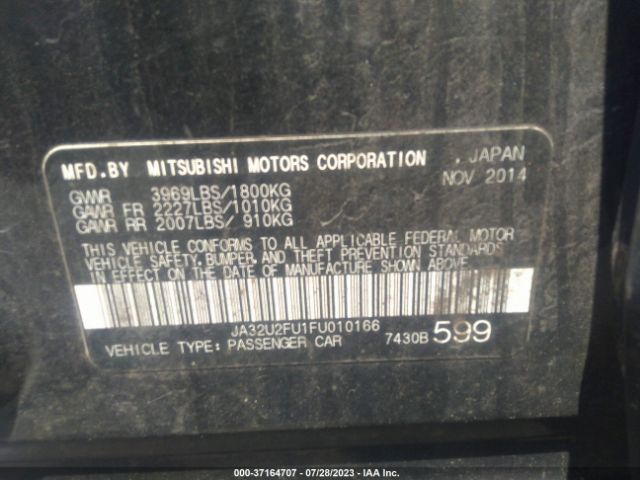 MFD.BY MITSUBISHI MOTORS CORPORATION , JAPAN
NOV 2014
GVWR 3969LBS/1800KG
GAWR FR 2227LBS/1010KG
GAWR RR 2007LBS/ 910KG
THIS VEHICLE CONFORMS TO ALL APPLICABLE FEDERAL MOTOR
VEHICLE SAFETY, BUMPER, AND THEFT PREVENTION STANDARDS
IN EFFECT ON THE DATE OF MANUFACTURE SHOWN ABOVE.
JA32U2FU1FU010166
VEHICLE TYPE: PASSENGER CAR 7430B 599
000-37164707 / 07/28/2023 - IAA Inc.